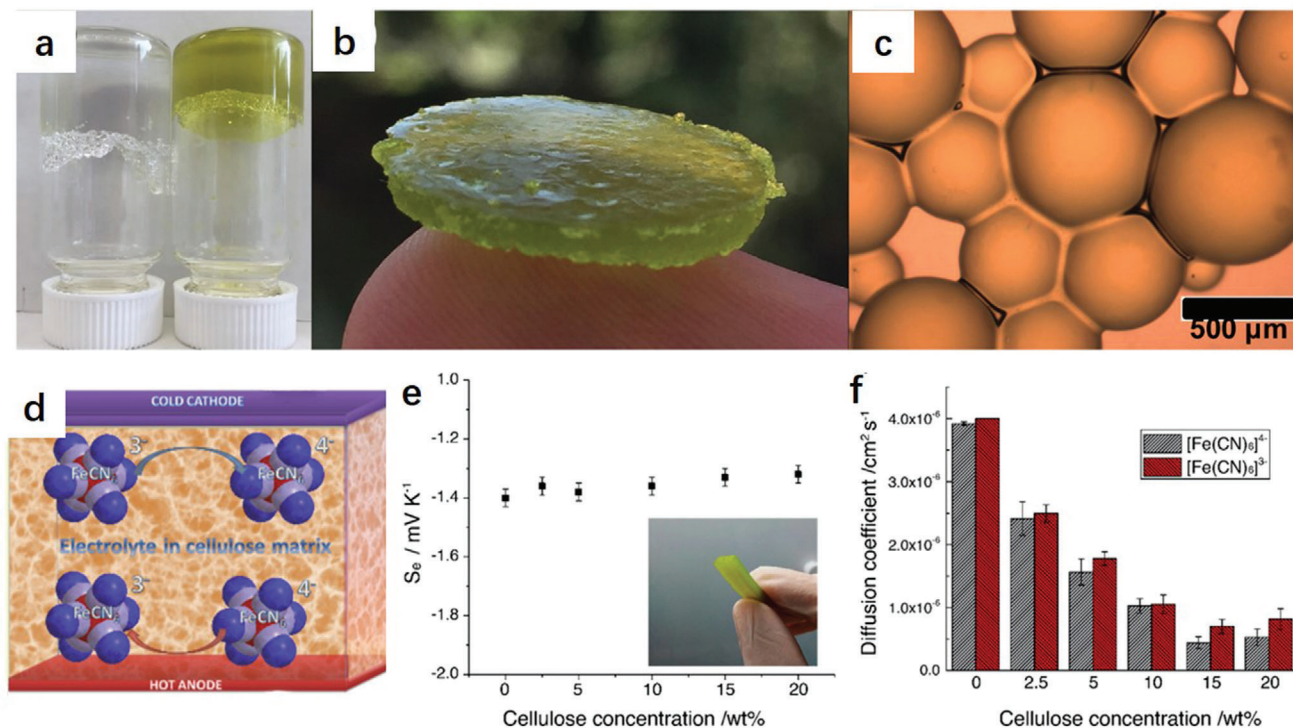 a
b
c
500 µm
d
COLD CATHODE
3⁻
4⁻
FeCN₆
FeCN₆
Electrolyte in cellulose matrix
3⁻
4⁻
FeCN₆
FeCN₆
HOT ANODE
e
1.0
-1.2
-1.4
-1.6
-1.8
-2.0
Sₑ / mV K⁻¹
0
5
10
15
20
Cellulose concentration /wt%
f
4.0x10⁻⁶
3.0x10⁻⁶
2.0x10⁻⁶
1.0x10⁻⁶
0.0
Diffusion coefficient /cm² s⁻¹
[Fe(CN)₆]⁴⁻
[Fe(CN)₆]³⁻
0
2.5
5
10
15
20
Cellulose concentration /wt%